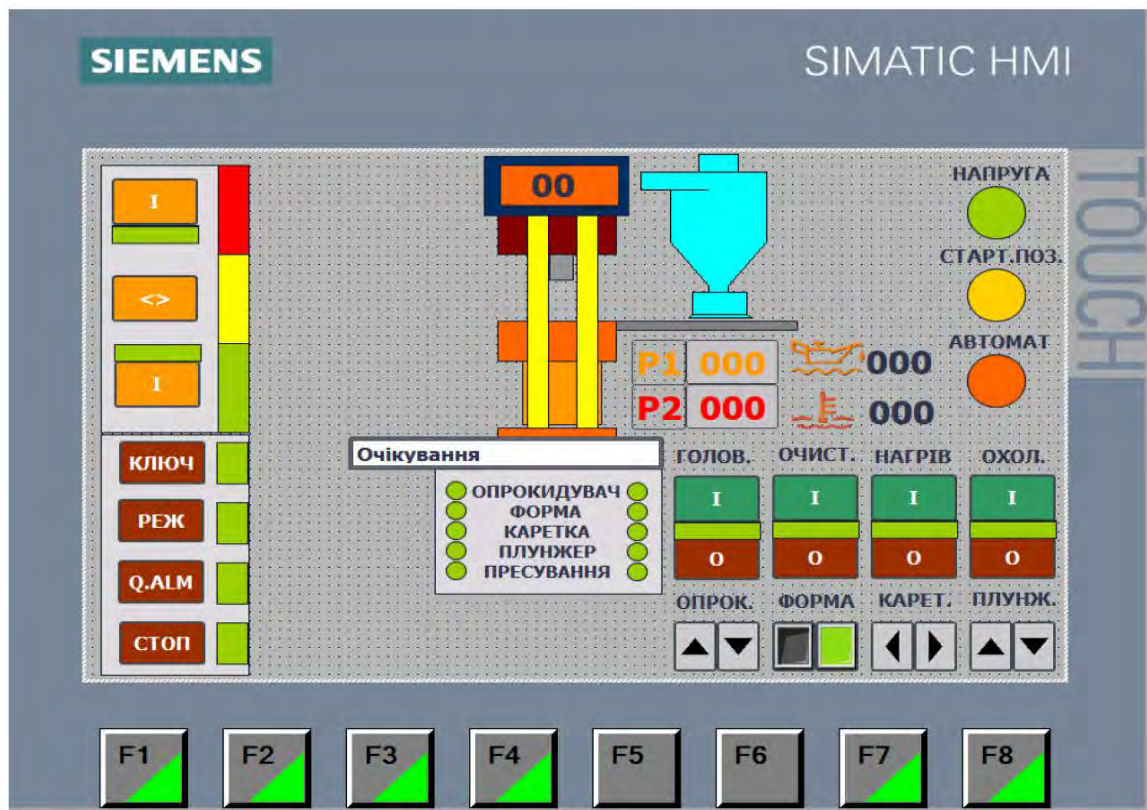 SIEMENS
SIMATIC HMI
TOUCH
I
<>
I
КЛЮЧ
РЕЖ
Q.ALM
СТОП
00
НАПРУГА
СТАРТ.ПОЗ.
АВТОМАТ
P1 000 000
P2 000 000
Очікування
ОПРОКИДУВАЧ
ФОРМА
КАРЕТКА
ПЛУНЖЕР
ПРЕСУВАННЯ
ГОЛОВ. ОЧИСТ. НАГРІВ ОХОЛ.
I I I I
O O O O
ОПРОК. ФОРМА КАРЕТ. ПЛУНЖ.
F1 F2 F3 F4 F5 F6 F7 F8